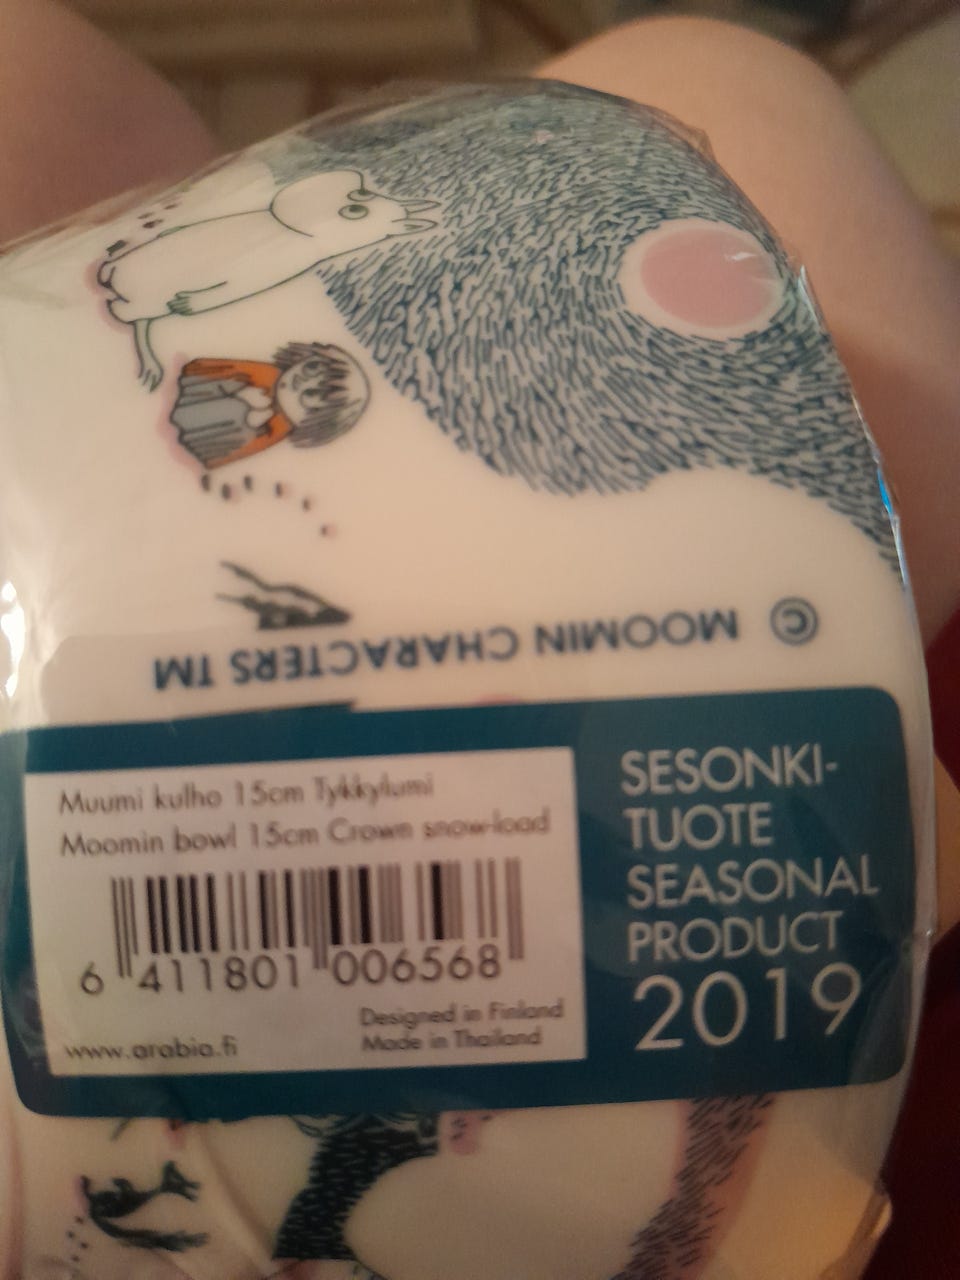 © MOOMIN CHARACTERS TM
Muumi kulho 15cm Tykkylumi
Moomin bowl 15cm Crown snow-load
6 411801 006568
www.arabia.fi
Designed in Finland
Made in Thailand
SESONKI-
TUOTE
SEASONAL
PRODUCT
2019